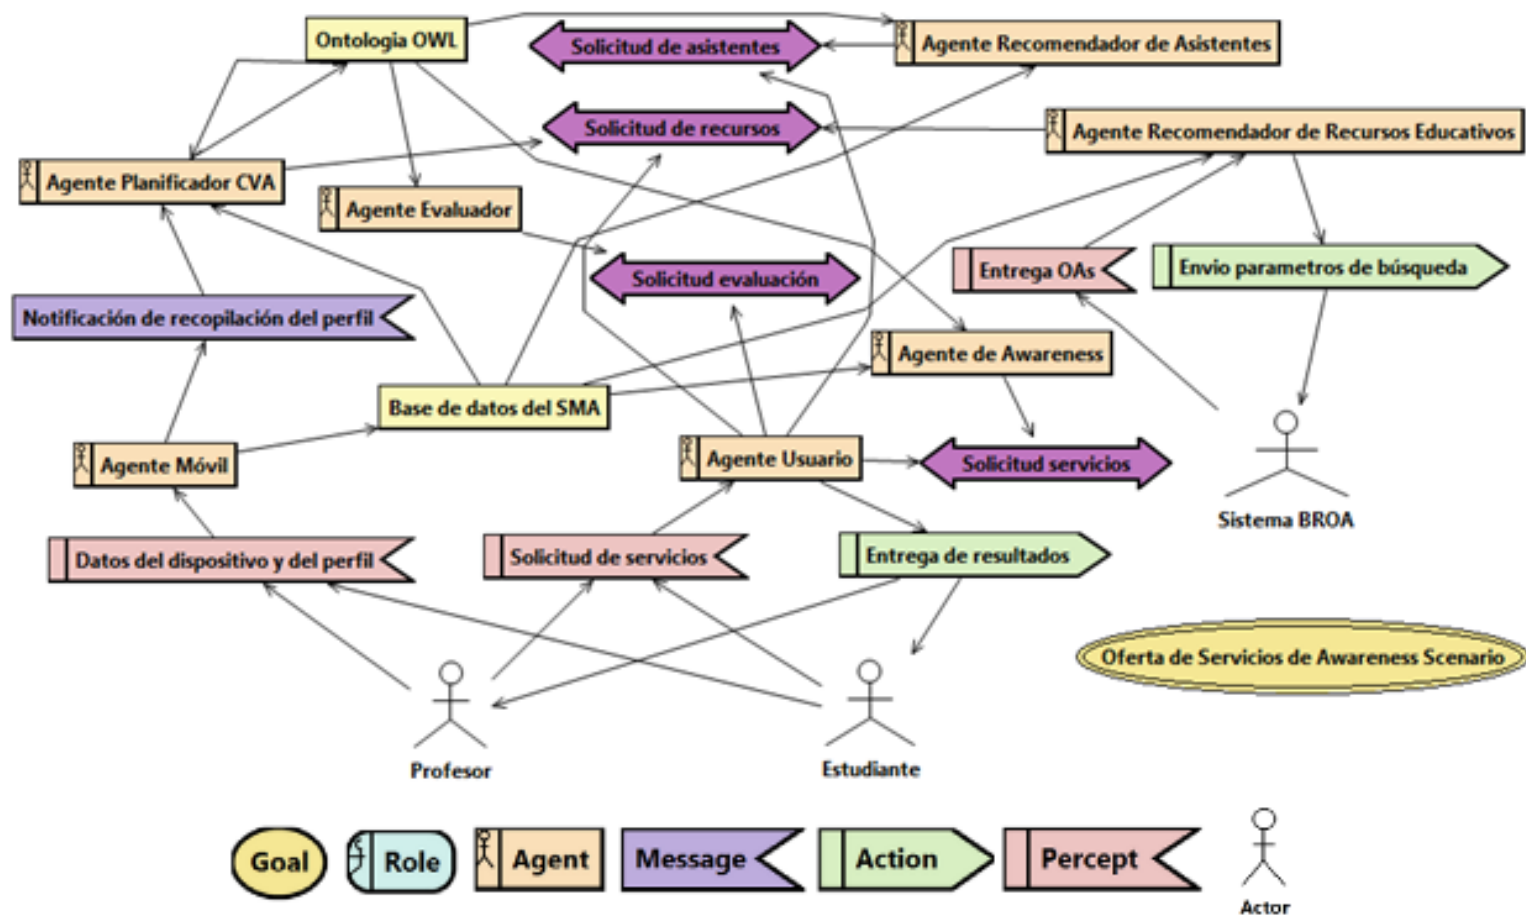 Ontologia OWL
Solicitud de asistentes
Agente Recomendador de Asistentes
Solicitud de recursos
Agente Recomendador de Recursos Educativos
Agente Planificador CVA
Agente Evaluador
Solicitud evaluación
Entrega OAs
Envio parametros de búsqueda
Notificación de recopilación del perfil
Agente de Awareness
Base de datos del SMA
Agente Móvil
Agente Usuario
Solicitud servicios
Sistema BROA
Datos del dispositivo y del perfil
Solicitud de servicios
Entrega de resultados
Oferta de Servicios de Awareness Scenario
Profesor
Estudiante
Goal
Role
Agent
Message
Action
Percept
Actor